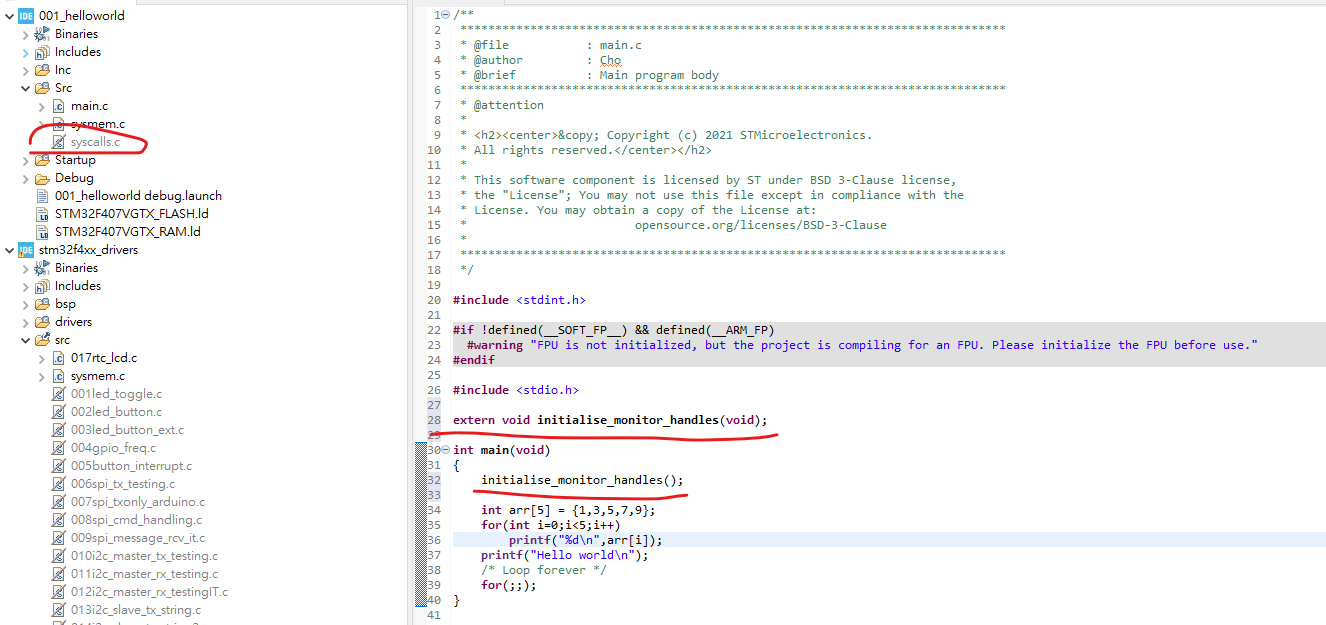 001_helloworld
Binaries
Includes
Inc
Src
main.c
sysmem.c
syscalls.c
Startup
Debug
001_helloworld debug.launch
STM32F407VGTX_FLASH.ld
STM32F407VGTX_RAM.ld
stm32f4xx_drivers
Binaries
Includes
bsp
drivers
src
017rtc_lcd.c
sysmem.c
001led_toggle.c
002led_button.c
003led_button_ext.c
004gpio_freq.c
005button_interrupt.c
006spi_tx_testing.c
007spi_txonly_arduino.c
008spi_cmd_handling.c
009spi_message_rcv_it.c
010i2c_master_tx_testing.c
011i2c_master_rx_testing.c
012i2c_master_rx_testingIT.c
013i2c_slave_tx_string.c
1 /**
2 ******************************************************************************
3 * @file : main.c
4 * @author : Cho
5 * @brief : Main program body
6 ******************************************************************************
7 * @attention
8 *
9 * <h2><center>&copy; Copyright (c) 2021 STMicroelectronics.
10 * All rights reserved.</center></h2>
11 *
12 * This software component is licensed by ST under BSD 3-Clause license,
13 * the "License"; You may not use this file except in compliance with the
14 * License. You may obtain a copy of the License at:
15 * opensource.org/licenses/BSD-3-Clause
16 *
17 ******************************************************************************
18 */
19
20 #include <stdint.h>
21
22 #if !defined(__SOFT_FP__) && defined(__ARM_FP)
23 #warning "FPU is not initialized, but the project is compiling for an FPU. Please initialize the FPU before use."
24 #endif
25
26 #include <stdio.h>
27
28 extern void initialise_monitor_handles(void);
29
30 int main(void)
31 {
32 initialise_monitor_handles();
33
34 int arr[5] = {1,3,5,7,9};
35 for(int i=0;i<5;i++)
36 printf("%d\n",arr[i]);
37 printf("Hello world\n");
38 /* Loop forever */
39 for(;;);
40 }
41